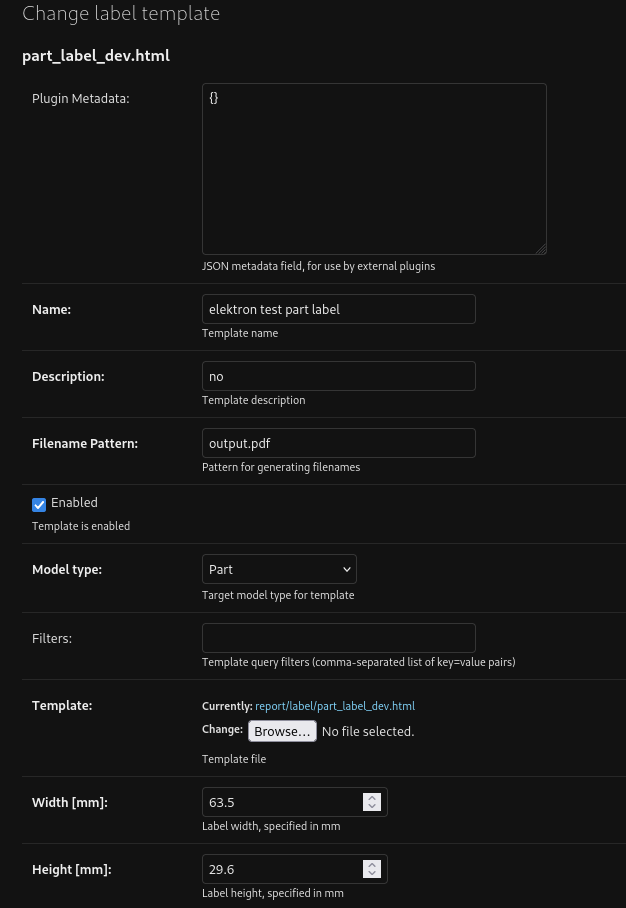 Change label template
part_label_dev.html
Plugin Metadata:
{}
JSON metadata field, for use by external plugins
Name:
elektron test part label
Template name
Description:
no
Template description
Filename Pattern:
output.pdf
Pattern for generating filenames
Enabled
Template is enabled
Model type:
Part
Target model type for template
Filters:
Template query filters (comma-separated list of key=value pairs)
Template:
Currently: report/label/part_label_dev.html
Change: Browse... No file selected.
Template file
Width [mm]:
63.5
Label width, specified in mm
Height [mm]:
29.6
Label height, specified in mm